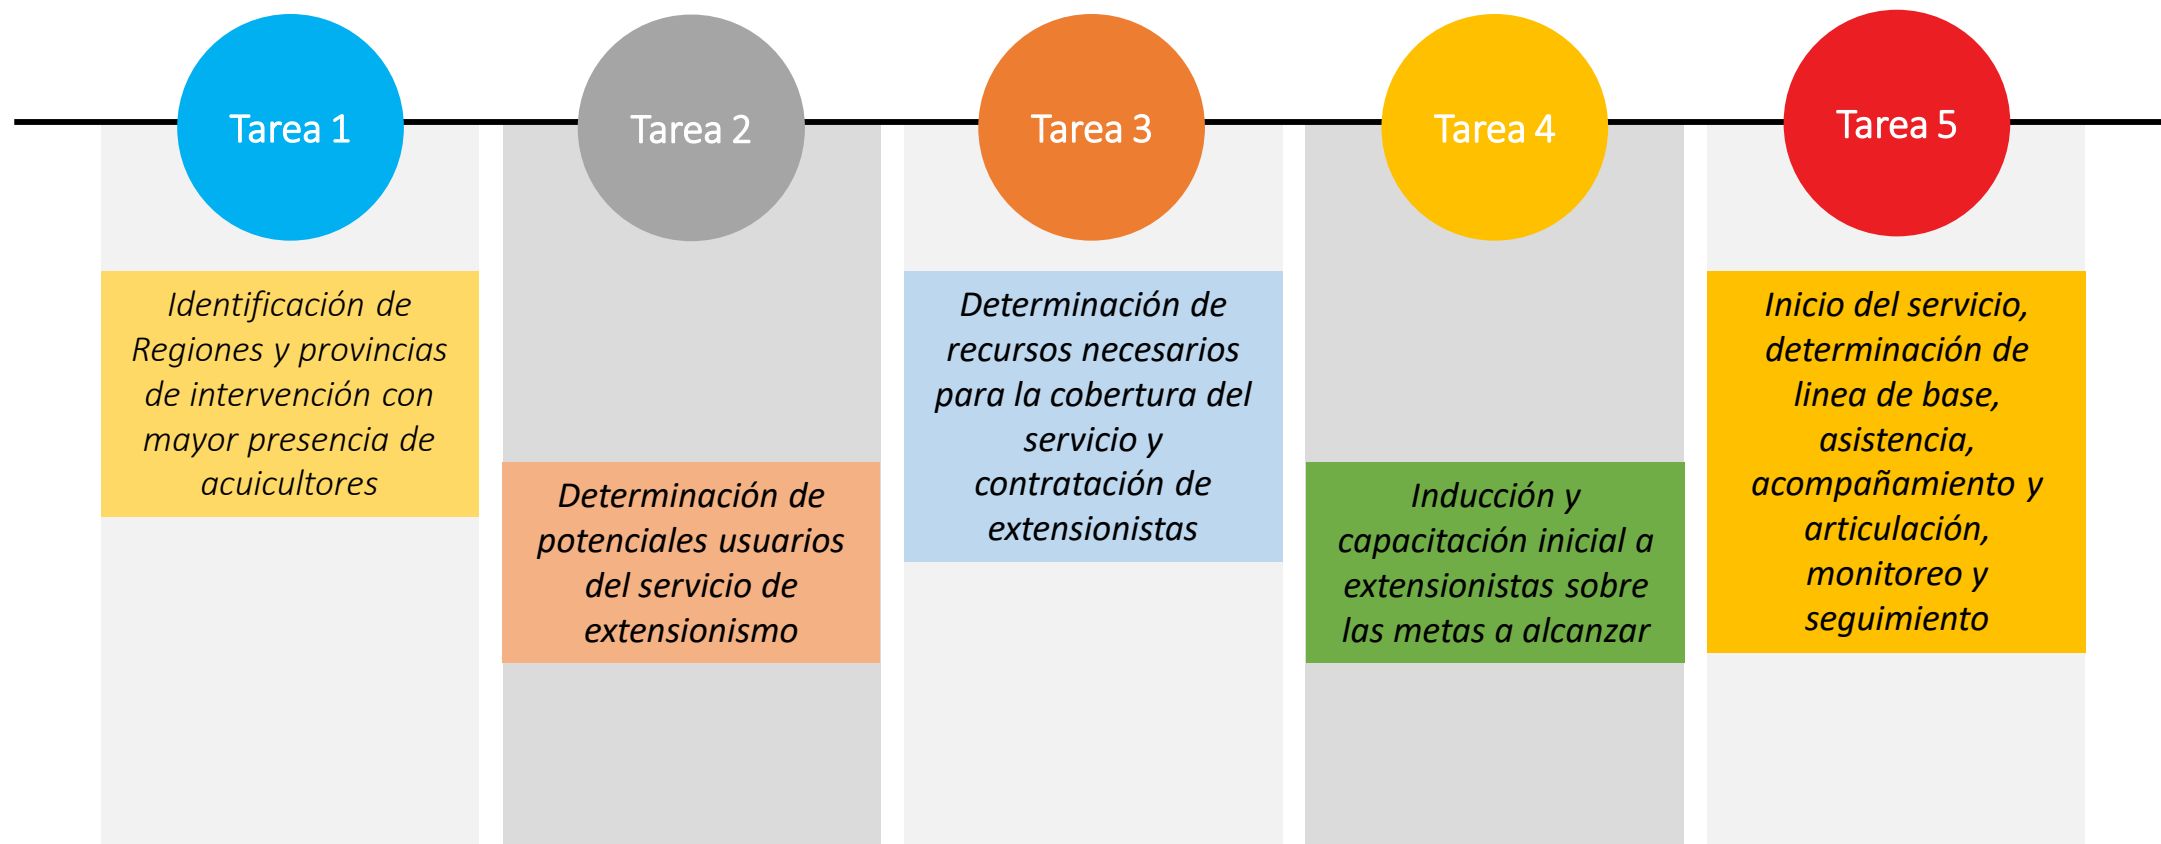 Tarea 1
Tarea 2
Tarea 3
Tarea 4
Tarea 5
Identificación de
Regiones y provincias
de intervención con
mayor presencia de
acuicultores
Determinación de
potenciales usuarios
del servicio de
extensionismo
Determinación de
recursos necesarios
para la cobertura del
servicio y
contratación de
extensionistas
Inducción y
capacitación inicial a
extensionistas sobre
las metas a alcanzar
Inicio del servicio,
determinación de
linea de base,
asistencia,
acompañamiento y
articulación,
monitoreo y
seguimiento